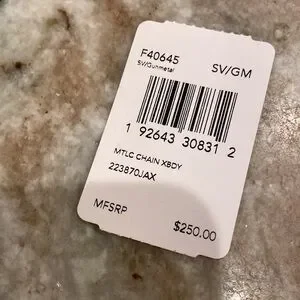 F40645 SV/GM
SV/Gunmetal
1 92643 30831 2
MTLC CHAIN XBDY
223870JAX
MFSRP $250.00